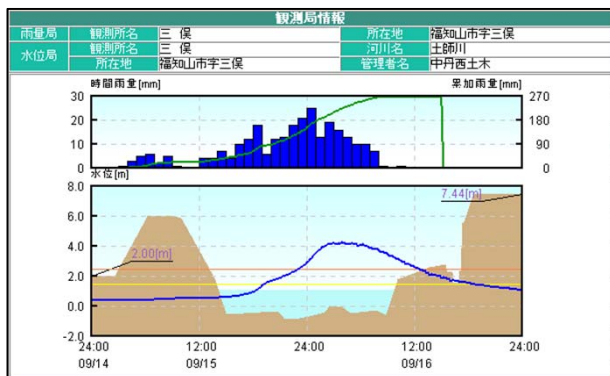 観測局情報
雨量局 観測所名 三 俣 所在地 福知山市字三俣
水位局 観測所名 三 俣 河川名 土師川
所在地 福知山市字三俣 管理者名 中丹西土木
時間雨量[mm] 累加雨量[mm]
30 270
20 180
10 90
0 0
水位[m]
8.0
7.44[m]
6.0
4.0
2.00[m]
2.0
0.0
-2.0
24:00 12:00 24:00 12:00 24:00
09/14 09/15 09/16